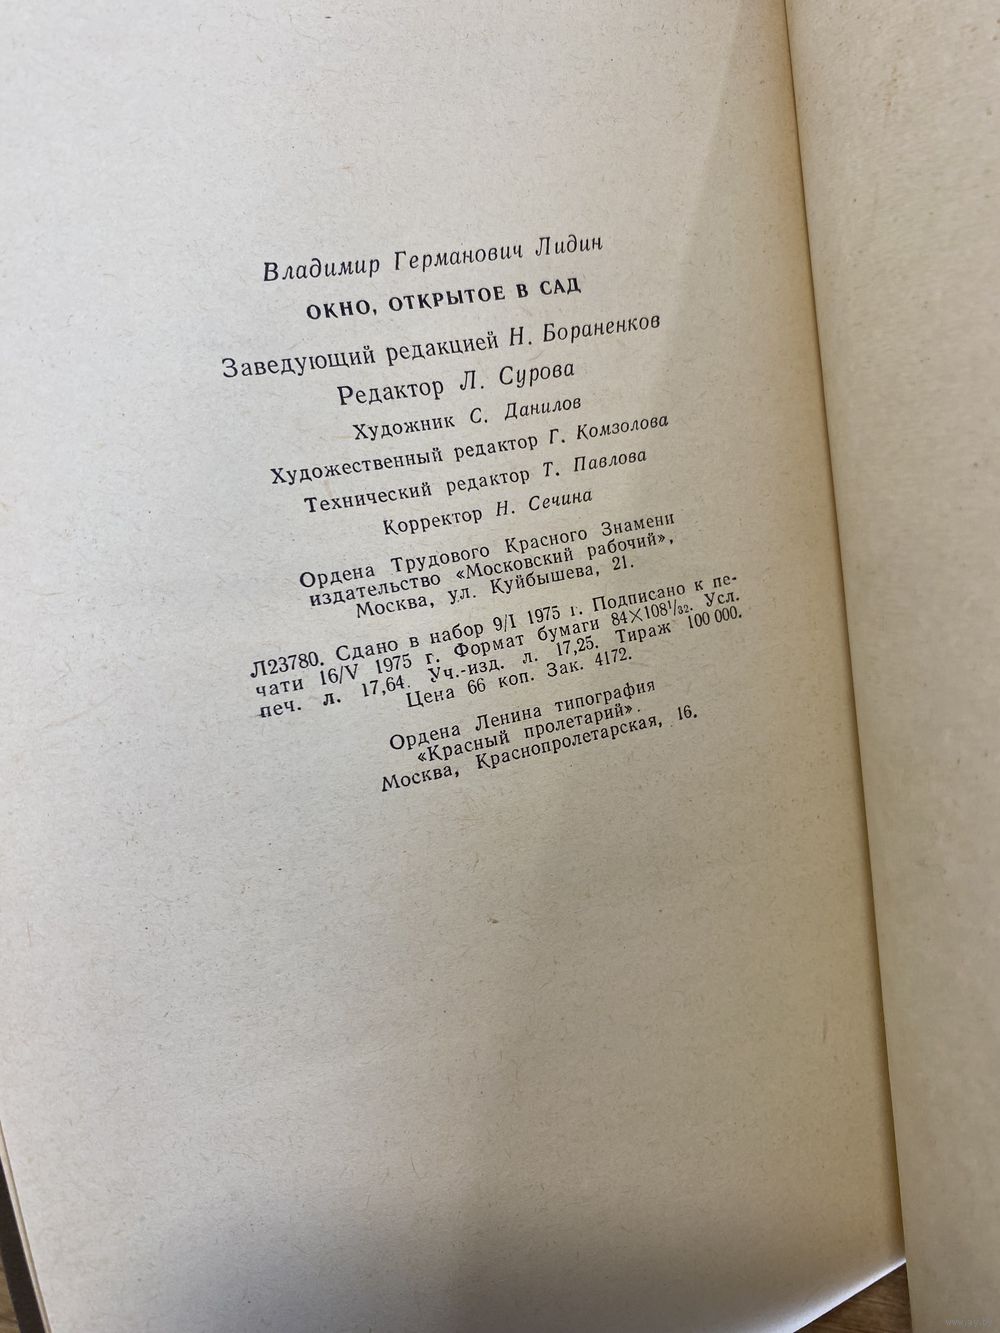 Владимир Германович Лидин
ОКНО, ОТКРЫТОЕ В САД
Заведующий редакцией Н. Бораненков
Редактор Л. Сурова
Художник С. Данилов
Художественный редактор Г. Комзолова
Технический редактор Т. Павлова
Корректор Н. Сечина
Ордена Трудового Красного Знамени
издательство «Московский рабочий»,
Москва, ул. Куйбышева, 21.
Л23780. Сдано в набор 9/I 1975 г. Подписано к пе-
чати 16/V 1975 г. Формат бумаги 84×108¹/₃₂. Усл.
печ. л. 17,64. Уч.-изд. л. 17,25. Тираж 100 000.
Цена 66 коп. Зак. 4172.
Ордена Ленина типография
«Красный пролетарий».
Москва, Краснопролетарская, 16.
www.ay.by